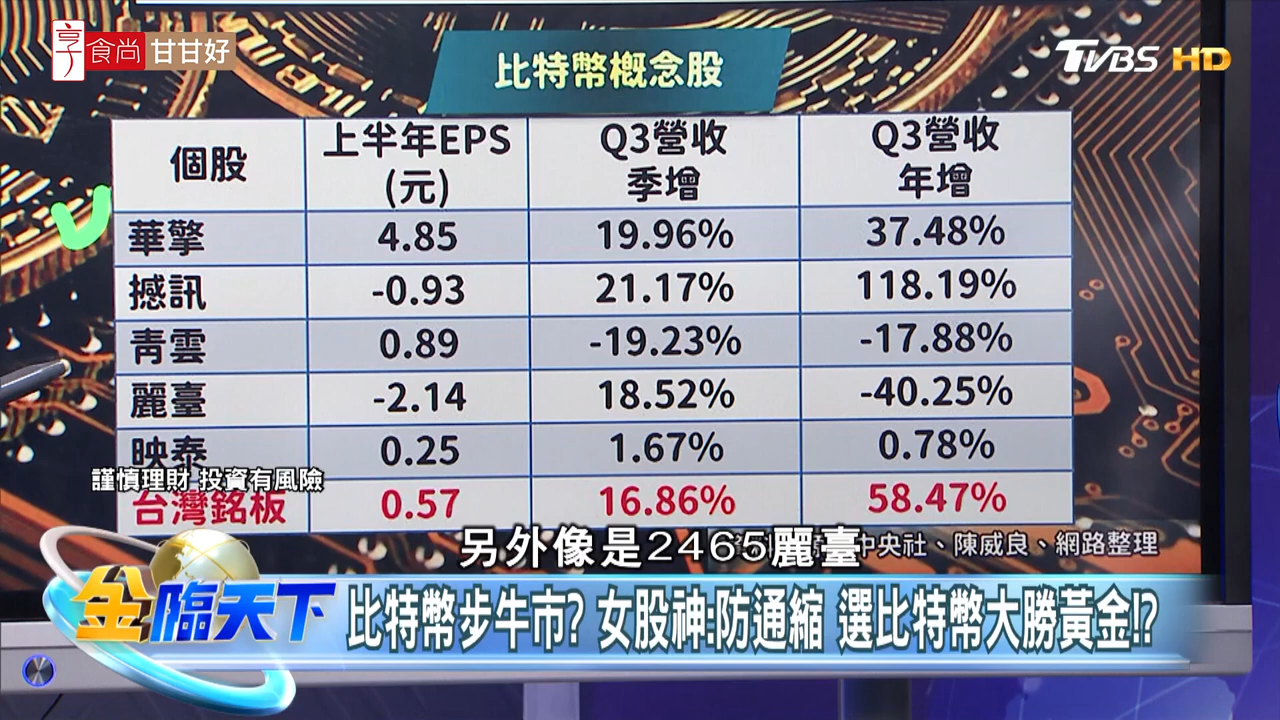 享食尚 甘甘好
TVBS HD
比特幣概念股
個股 上半年EPS(元) Q3營收季增 Q3營收年增
華擎 4.85 19.96% 37.48%
撼訊 -0.93 21.17% 118.19%
青雲 0.89 -19.23% -17.88%
麗臺 -2.14 18.52% -40.25%
映泰 0.25 1.67% 0.78%
謹慎理財 投資有風險
台灣銘板 0.57 16.86% 58.47%
中央社、陳威良、網路整理
另外像是2465麗臺
金臨天下
比特幣步牛市? 女股神:防通縮 選比特幣大勝黃金!?